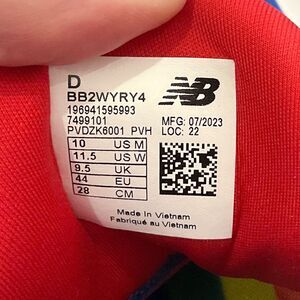 D
BB2WYRY4
196941595993
7499101
PVDZK6001 PVH
NB
MFG: 07/2023
LOC: 22
10 US M
11.5 US W
9.5 UK
44 EU
28 CM
Made in Vietnam
Fabriqué au Vietnam